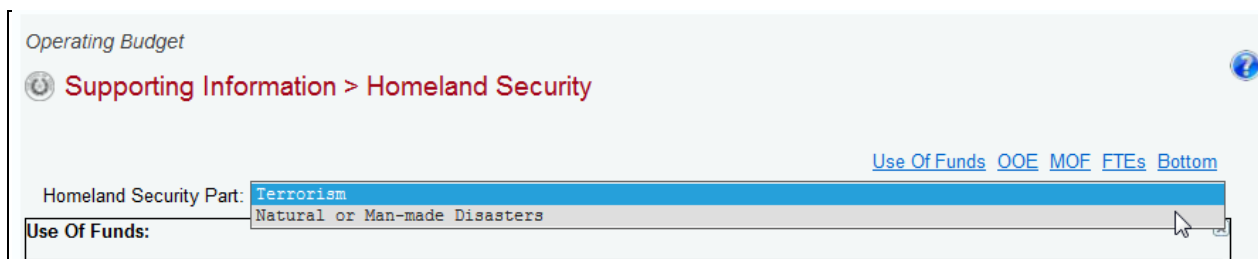 Operating Budget
Supporting Information > Homeland Security
Use Of Funds OOE MOF FTEs Bottom
Homeland Security Part: Terrorism
Natural or Man-made Disasters
Use Of Funds: